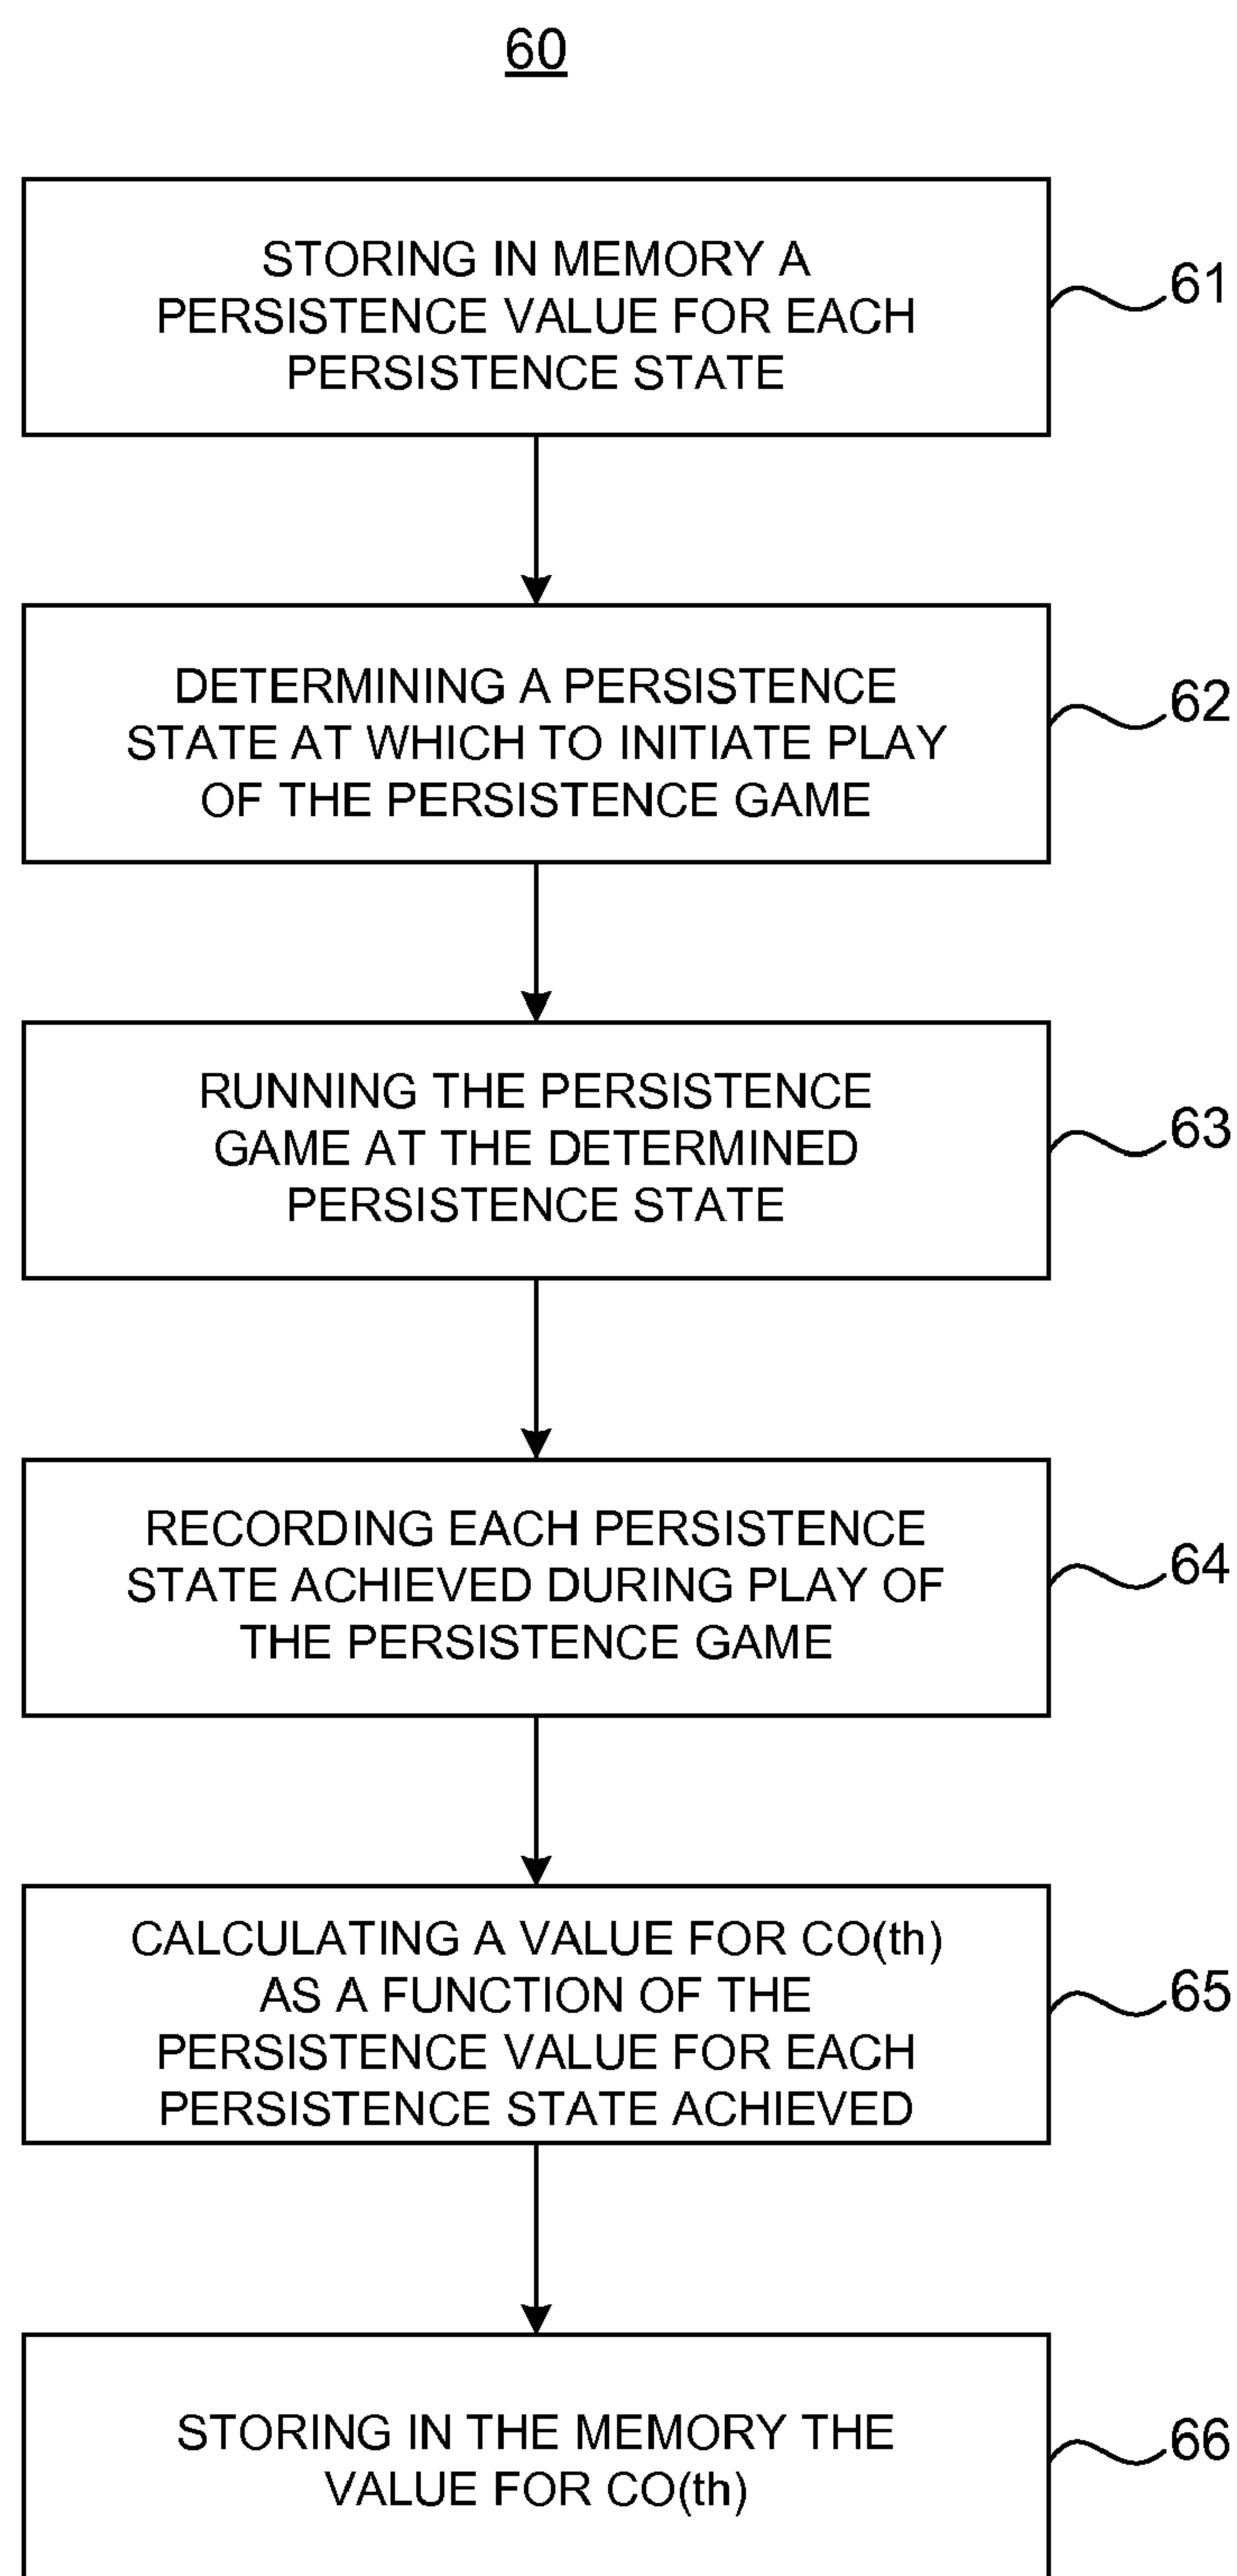 60
STORING IN MEMORY A
PERSISTENCE VALUE FOR EACH
PERSISTENCE STATE
61
DETERMINING A PERSISTENCE
STATE AT WHICH TO INITIATE PLAY
OF THE PERSISTENCE GAME
62
RUNNING THE PERSISTENCE
GAME AT THE DETERMINED
PERSISTENCE STATE
63
RECORDING EACH PERSISTENCE
STATE ACHIEVED DURING PLAY OF
THE PERSISTENCE GAME
64
CALCULATING A VALUE FOR CO(th)
AS A FUNCTION OF THE
PERSISTENCE VALUE FOR EACH
PERSISTENCE STATE ACHIEVED
65
STORING IN THE MEMORY THE
VALUE FOR CO(th)
66